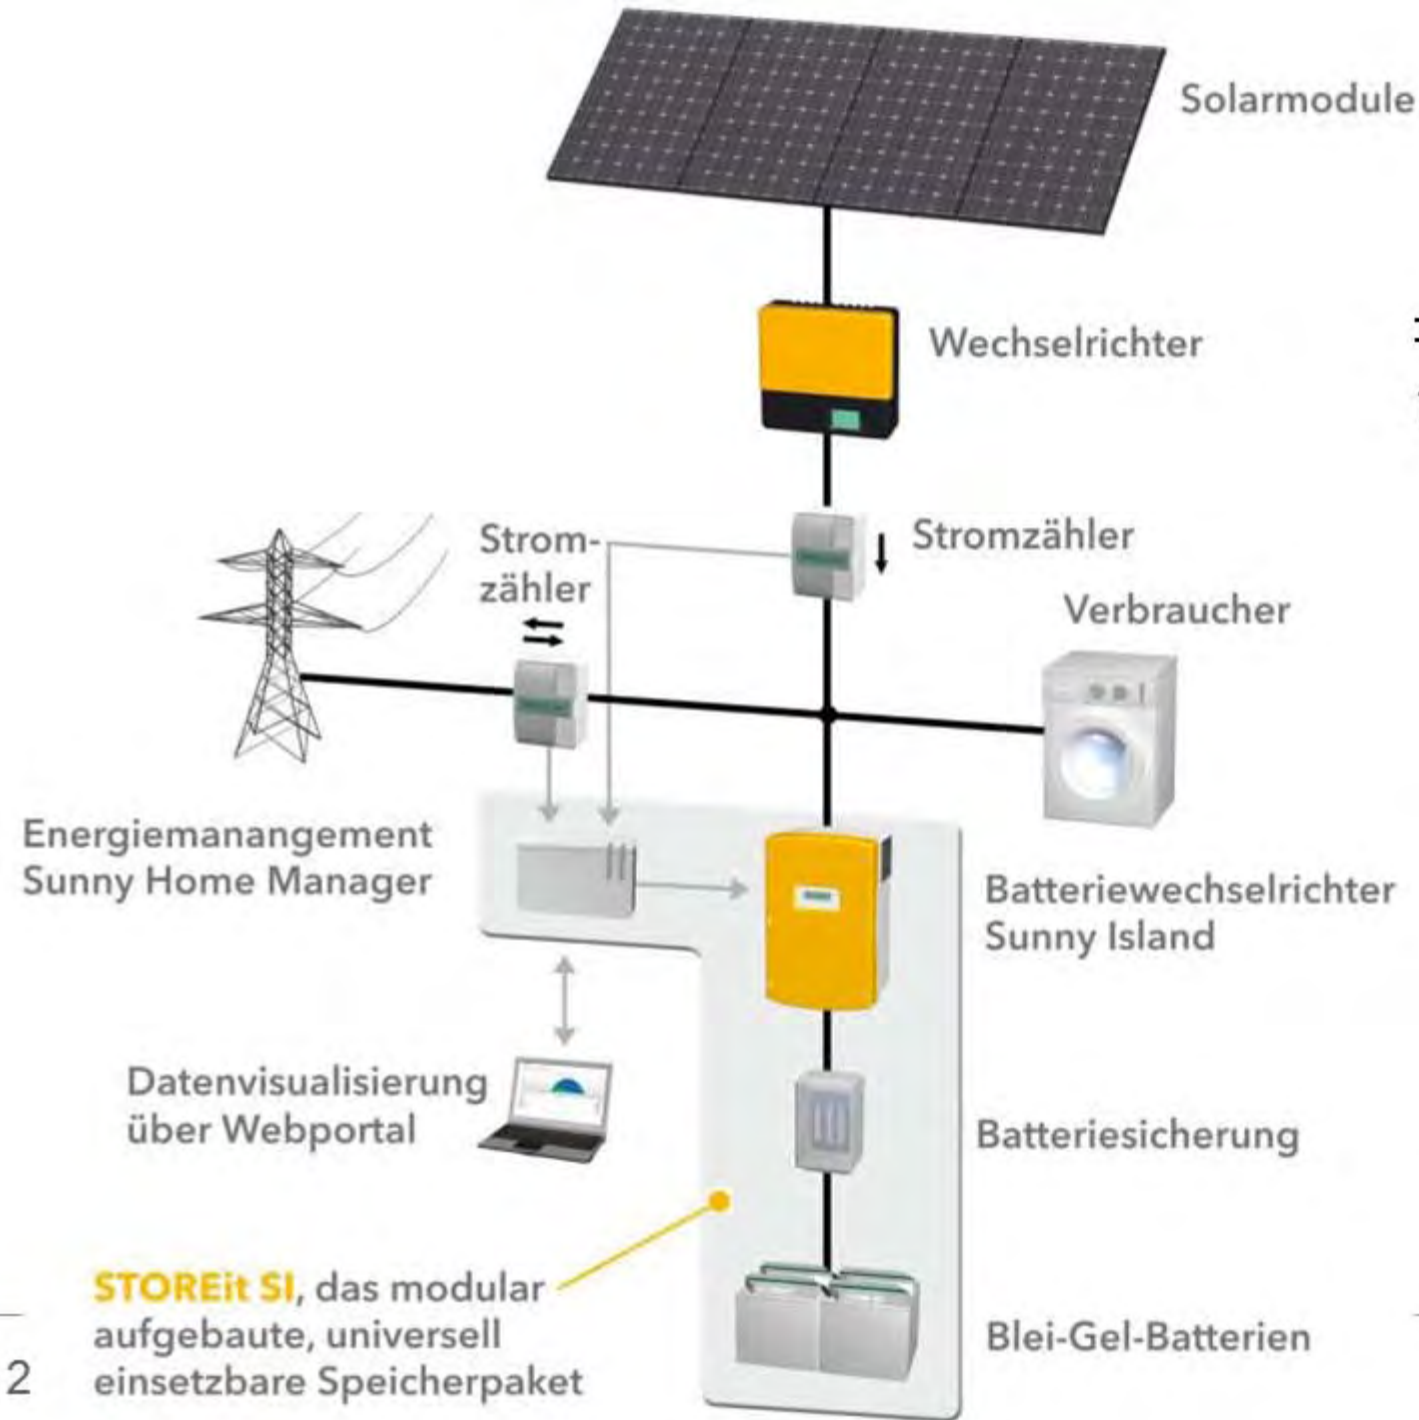 Solarmodule
Wechselrichter
Strom-
zähler
Stromzähler
Verbraucher
Energiemanangement
Sunny Home Manager
Batteriewechselrichter
Sunny Island
Datenvisualisierung
über Webportal
Batteriesicherung
STOREit SI, das modular
aufgebaute, universell
einsetzbare Speicherpaket
Blei-Gel-Batterien
2